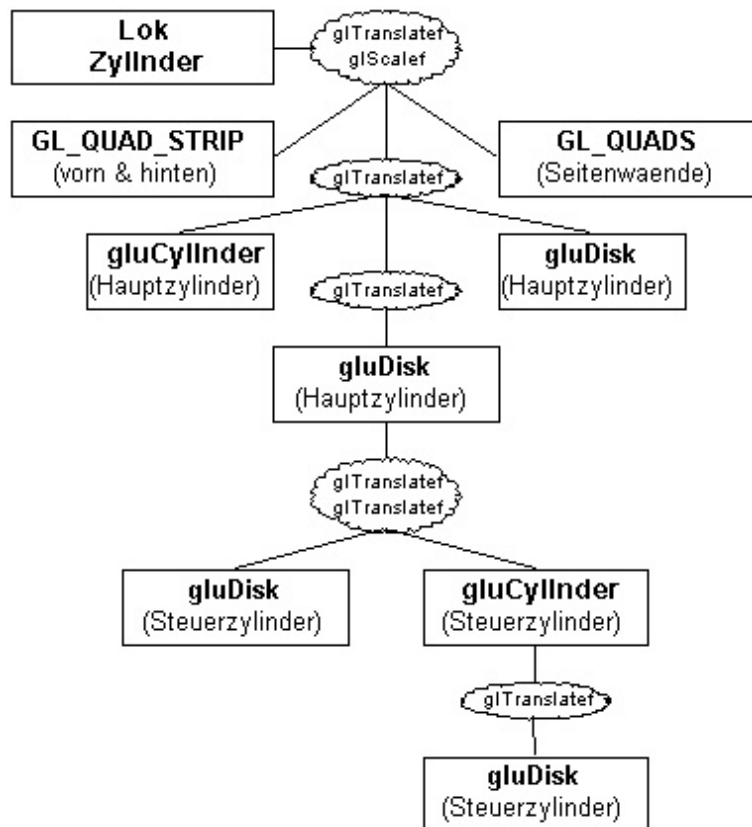 Lok
Zylinder
glTranslatef
glScalef
GL_QUAD_STRIP
(vorn & hinten)
GL_QUADS
(Seitenwaende)
glTranslatef
gluCylinder
(Hauptzylinder)
gluDisk
(Hauptzylinder)
glTranslatef
gluDisk
(Hauptzylinder)
glTranslatef
glTranslatef
gluDisk
(Steuerzylinder)
gluCylinder
(Steuerzylinder)
glTranslatef
gluDisk
(Steuerzylinder)